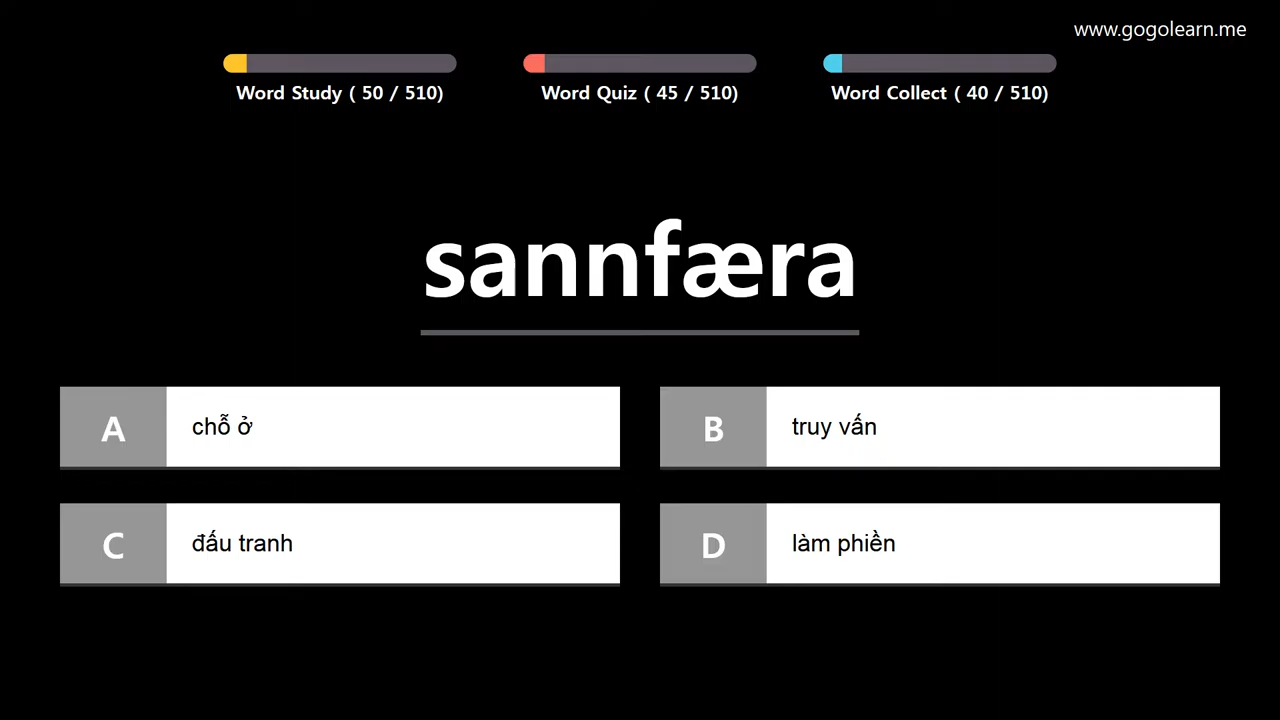 www.gogolearn.me
Word Study ( 50 / 510)
Word Quiz ( 45 / 510)
Word Collect ( 40 / 510)
sannfæra
A chỗ ở
B truy vấn
C đấu tranh
D làm phiền